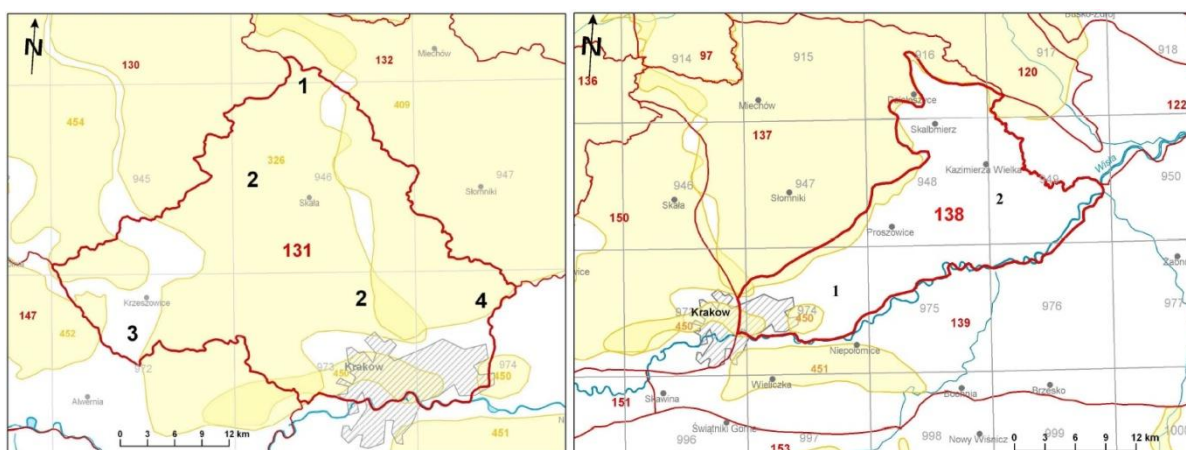 N
130
1
132
Miechów
409
454
945
326
2
946
Skała
947
Słomniki
131
147
Krzeszowice
2
4
452
3
972
973
Kraków
974
450
450
Alwernia
451
0 3 6 9 12 km
N
914
97
915
916
917
918
136
120
122
Miechów
137
Działoszyce
Skalbmierz
Kazimierza Wielka
Wisła
946
Skała
947
Słomniki
948
949
950
150
138
2
Proszowice
1
Kraków
974
450
450
975
976
977
139
Niepołomice
451
Wieliczka
Skawina
151
Bochnia
Brzesko
Świątniki Górne
996
997
153
998
Nowy Wiśnicz
999
0 3 6 9 12 km